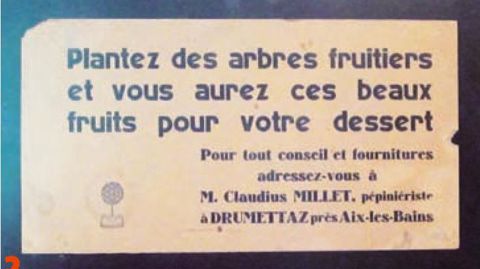 Plantez des arbres fruitiers
et vous aurez ces beaux
fruits pour votre dessert
Pour tout conseil et fournitures
adressez-vous à
M. Claudius MILLET, pépiniériste
à DRUMETTAZ près Aix-les-Bains
2